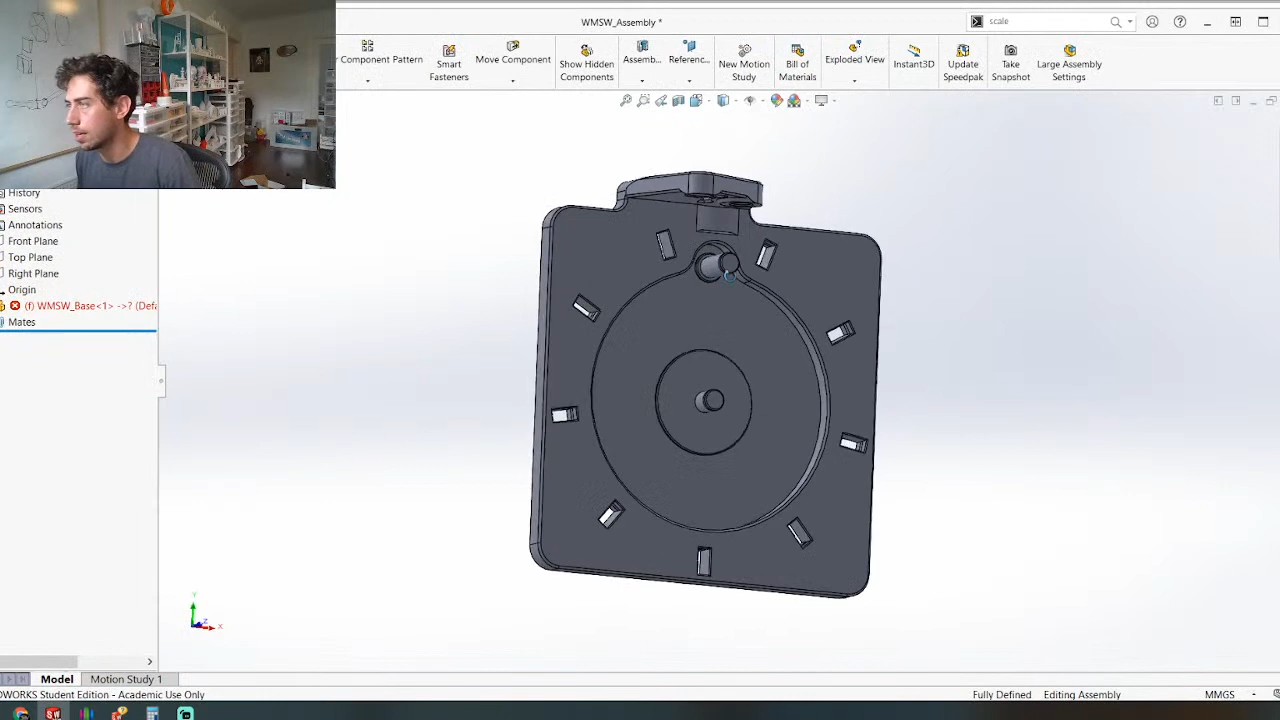 WMSW_Assembly *
scale
Component Pattern
Smart Fasteners
Move Component
Show Hidden Components
Assemb...
Referenc...
New Motion Study
Bill of Materials
Exploded View
Instant3D
Update Speedpak
Take Snapshot
Large Assembly Settings
History
Sensors
Annotations
Front Plane
Top Plane
Right Plane
Origin
(f) WMSW_Base<1> ->? (Defa
Mates
Y
X
Z
Model
Motion Study 1
DWORKS Student Edition - Academic Use Only
Fully Defined
Editing Assembly
MMGS